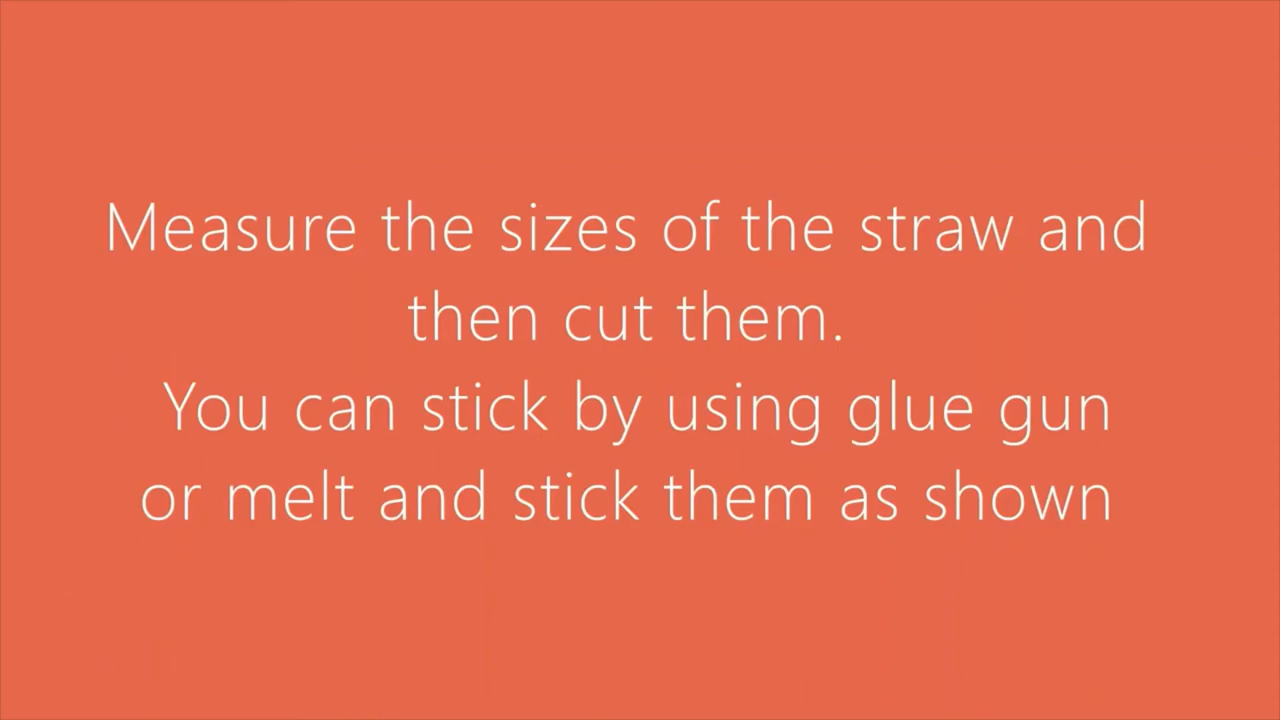 Measure the sizes of the straw and
then cut them.
You can stick by using glue gun
or melt and stick them as shown